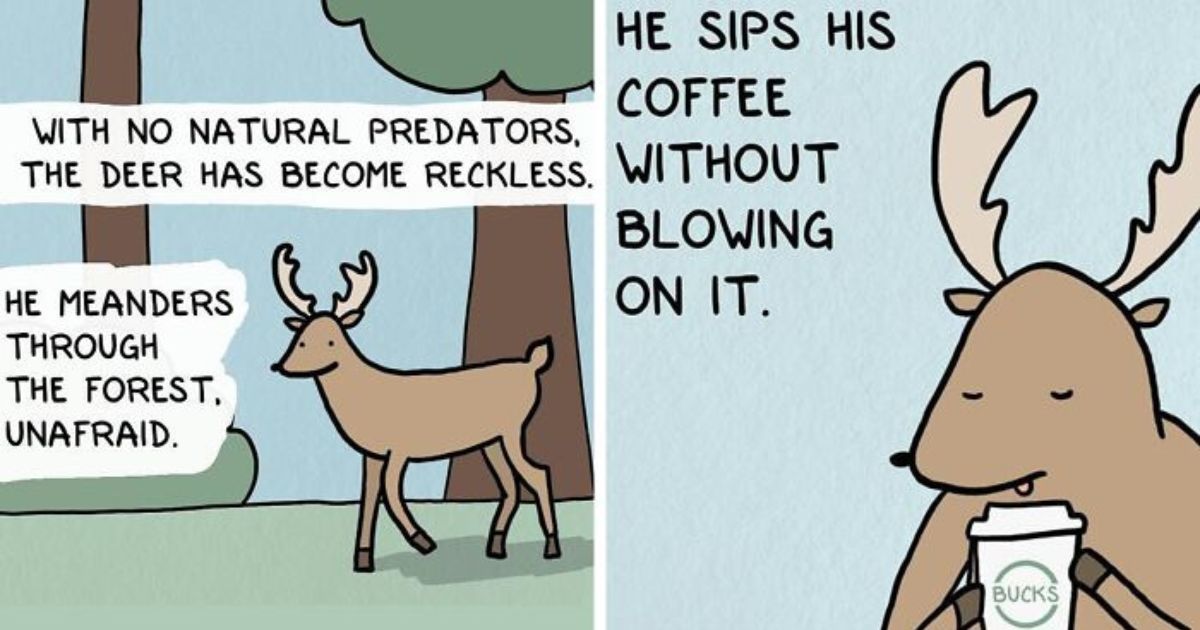 WITH NO NATURAL PREDATORS,
THE DEER HAS BECOME RECKLESS.
HE MEANDERS
THROUGH
THE FOREST,
UNAFRAID.
HE SIPS HIS
COFFEE
WITHOUT
BLOWING
ON IT.
BUCKS